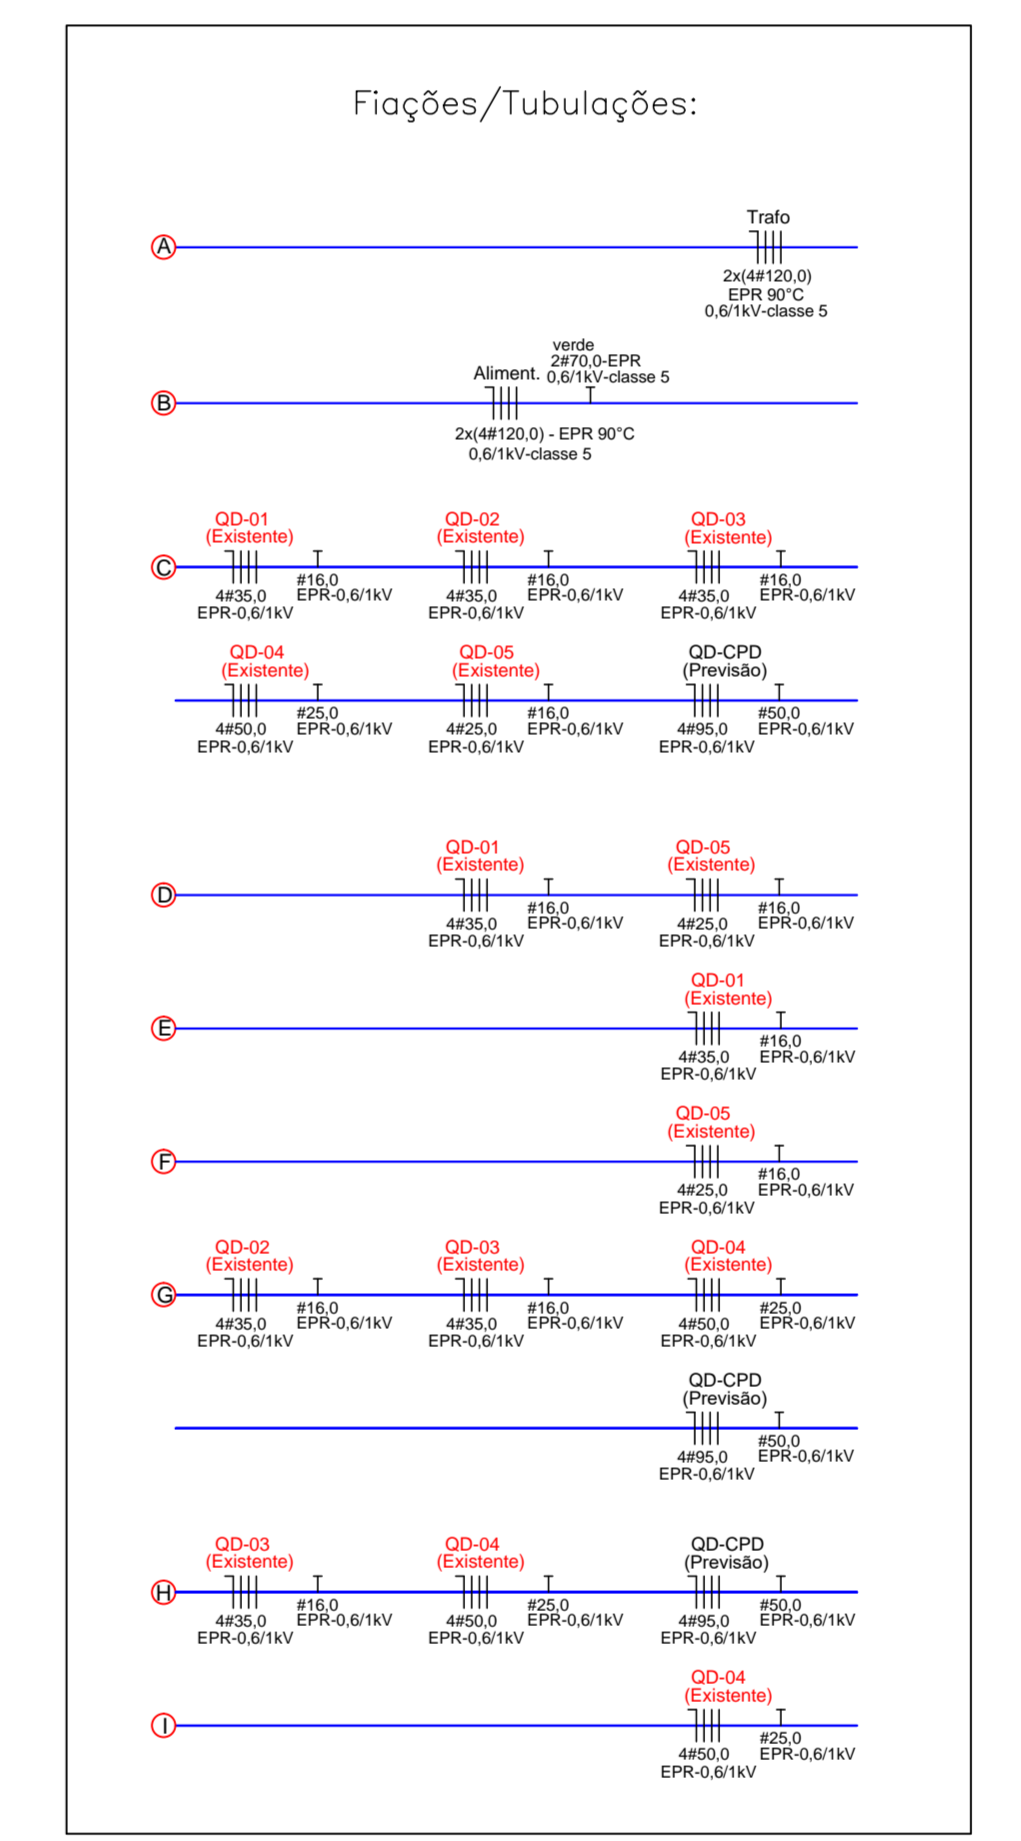 Fiações/Tubulações:
A
Trafo
2x(4#120,0)
EPR 90°C
0,6/1kV-classe 5
B
Aliment.
verde
2#70,0-EPR
0,6/1kV-classe 5
2x(4#120,0) - EPR 90°C
0,6/1kV-classe 5
C
QD-01
(Existente)
4#35,0
EPR-0,6/1kV
#16,0
EPR-0,6/1kV
QD-02
(Existente)
4#35,0
EPR-0,6/1kV
#16,0
EPR-0,6/1kV
QD-03
(Existente)
4#35,0
EPR-0,6/1kV
#16,0
EPR-0,6/1kV
QD-04
(Existente)
4#50,0
EPR-0,6/1kV
#25,0
EPR-0,6/1kV
QD-05
(Existente)
4#25,0
EPR-0,6/1kV
#16,0
EPR-0,6/1kV
QD-CPD
(Previsão)
4#95,0
EPR-0,6/1kV
#50,0
EPR-0,6/1kV
D
QD-01
(Existente)
4#35,0
EPR-0,6/1kV
#16,0
EPR-0,6/1kV
QD-05
(Existente)
4#25,0
EPR-0,6/1kV
#16,0
EPR-0,6/1kV
E
QD-01
(Existente)
4#35,0
EPR-0,6/1kV
#16,0
EPR-0,6/1kV
F
QD-05
(Existente)
4#25,0
EPR-0,6/1kV
#16,0
EPR-0,6/1kV
G
QD-02
(Existente)
4#35,0
EPR-0,6/1kV
#16,0
EPR-0,6/1kV
QD-03
(Existente)
4#35,0
EPR-0,6/1kV
#16,0
EPR-0,6/1kV
QD-04
(Existente)
4#50,0
EPR-0,6/1kV
#25,0
EPR-0,6/1kV
QD-CPD
(Previsão)
4#95,0
EPR-0,6/1kV
#50,0
EPR-0,6/1kV
H
QD-03
(Existente)
4#35,0
EPR-0,6/1kV
#16,0
EPR-0,6/1kV
QD-04
(Existente)
4#50,0
EPR-0,6/1kV
#25,0
EPR-0,6/1kV
QD-CPD
(Previsão)
4#95,0
EPR-0,6/1kV
#50,0
EPR-0,6/1kV
I
QD-04
(Existente)
4#50,0
EPR-0,6/1kV
#25,0
EPR-0,6/1kV